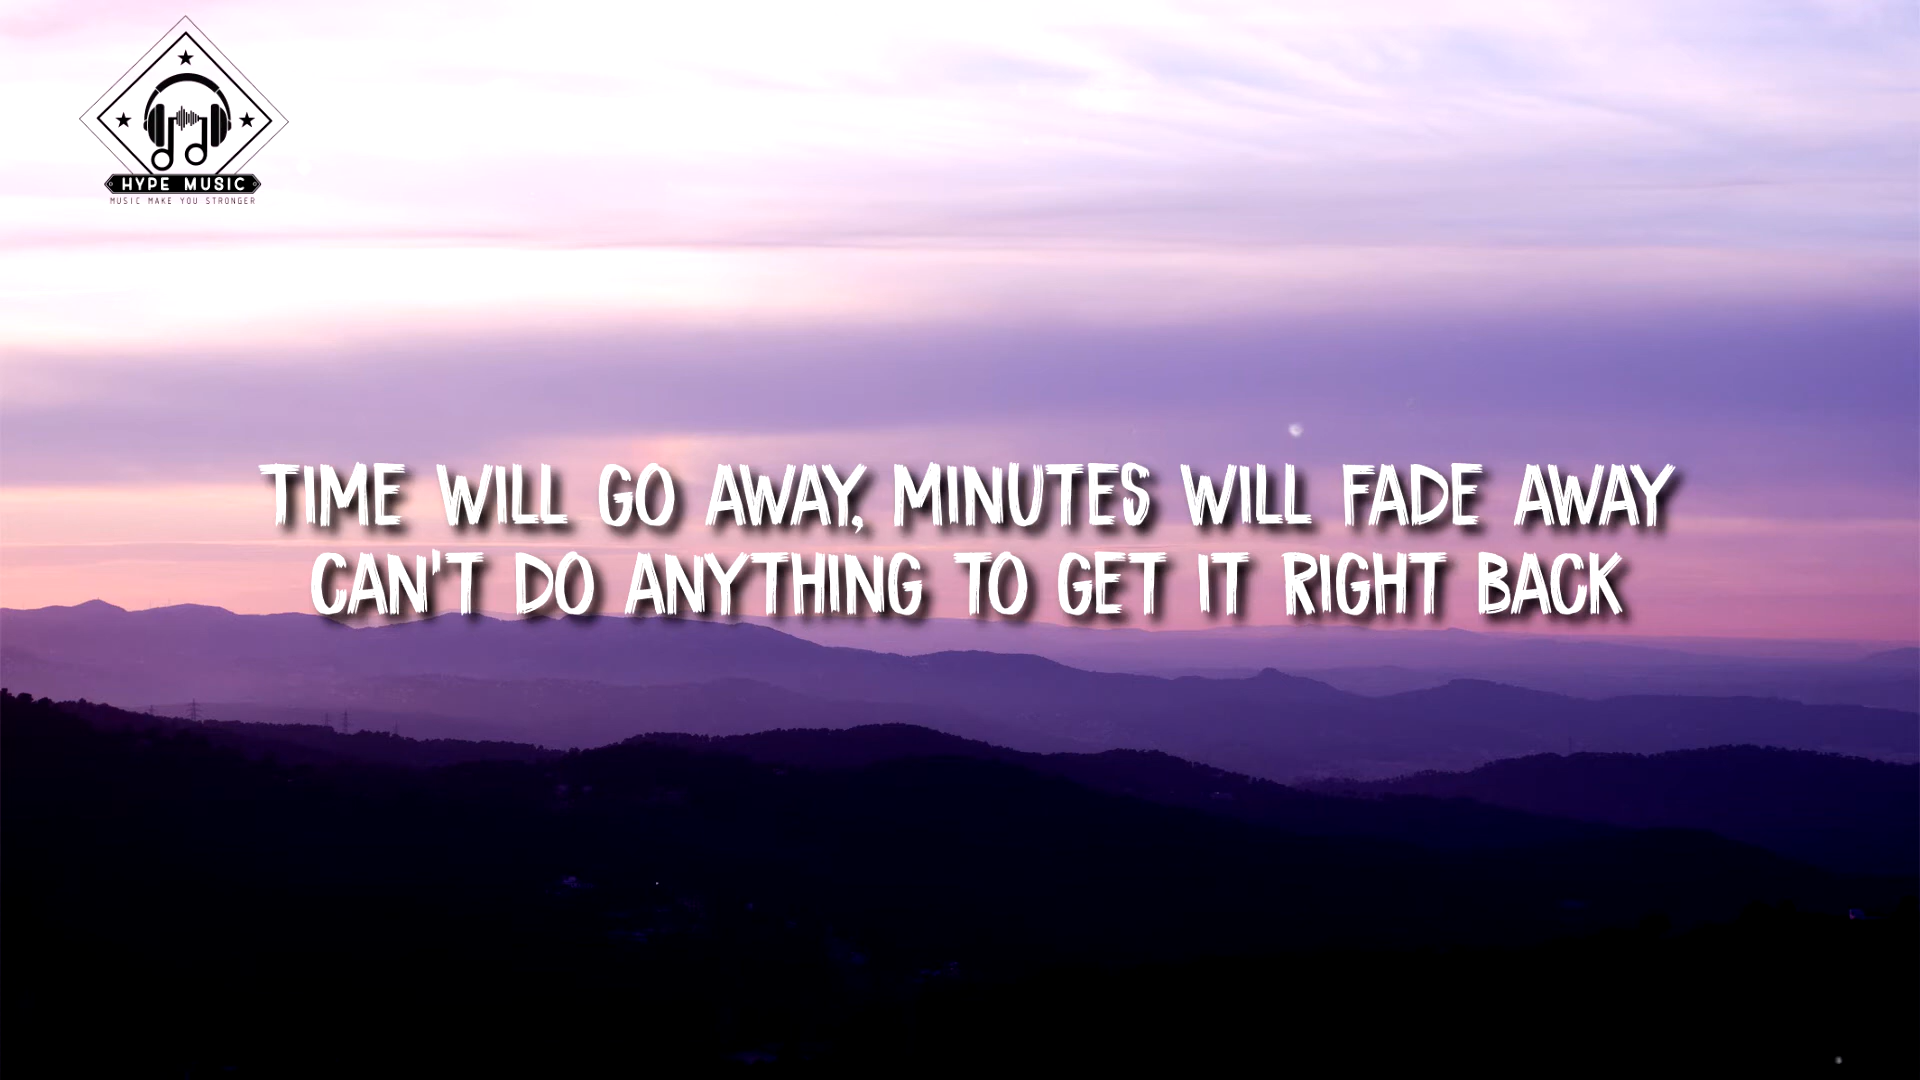 HYPE MUSIC
MUSIC MAKE YOU STRONGER
TIME WILL GO AWAY, MINUTES WILL FADE AWAY
CAN'T DO ANYTHING TO GET IT RIGHT BACK